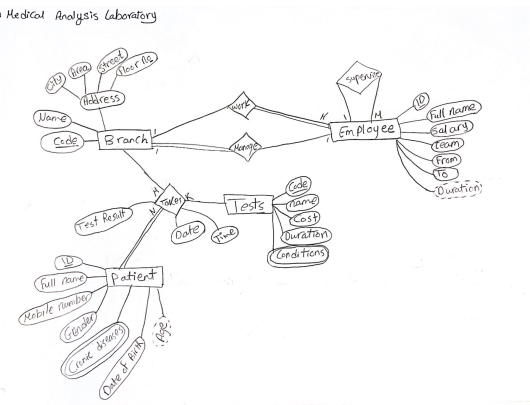 Medical Analysis Laboratory
City
Area
Street
Floor No.
Address
Name
Code
Branch
1
1
Work
Manage
N
1
Supervise
1
M
Employee
ID
Full name
Salary
Team
From
To
Duration
M
Takes
K
N
Test Result
Date
Time
Tests
Code
name
Cost
Duration
Conditions
Patient
ID
Full name
Mobile number
Gender
Cronic diseases
Date of Birth
Age